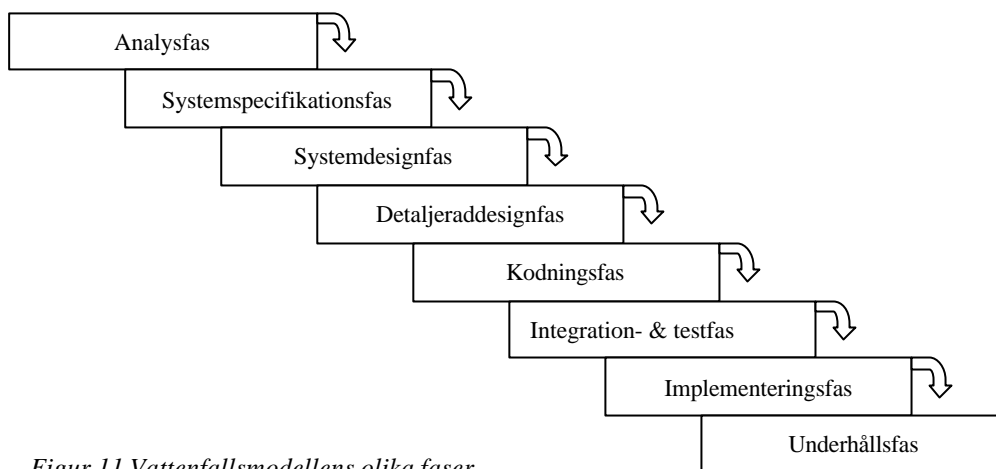 Analysfas
Systemspecifikationsfas
Systemdesignfas
Detaljeraddesignfas
Kodningsfas
Integration- & testfas
Implementeringsfas
Underhållsfas
Figur 11 Vattenfallsmodellens olika faser